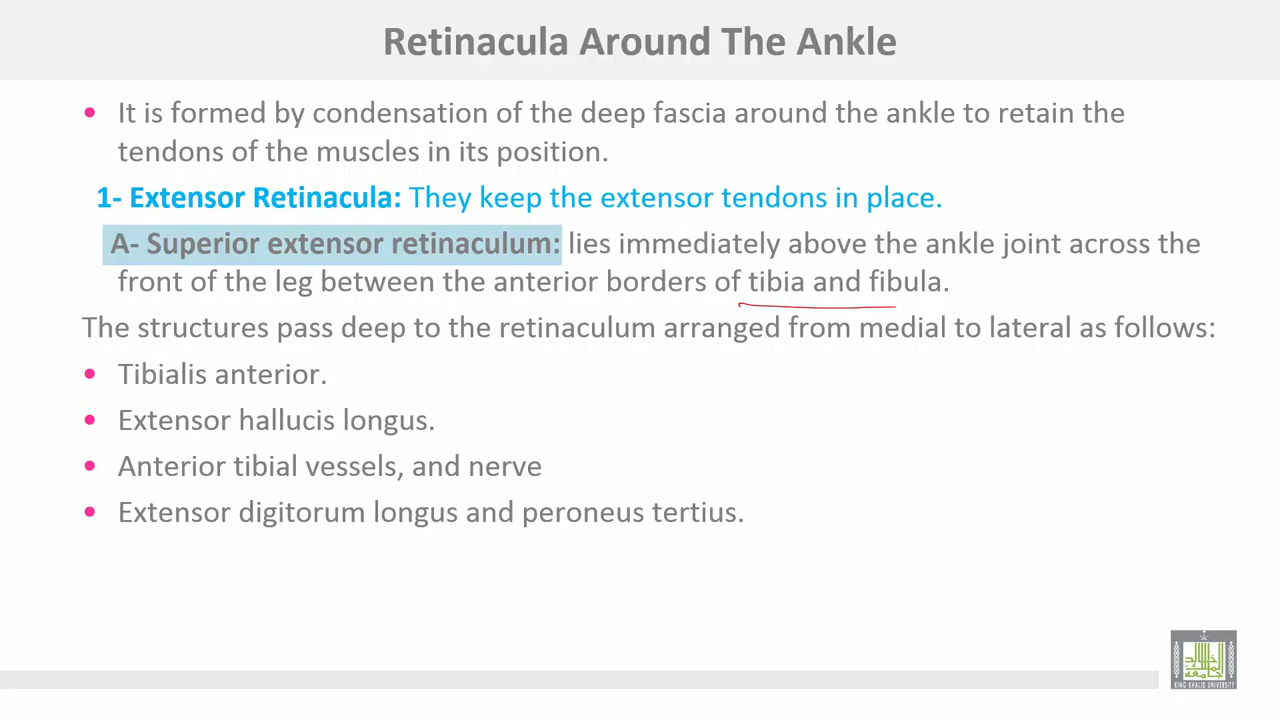 Retinacula Around The Ankle
• It is formed by condensation of the deep fascia around the ankle to retain the
tendons of the muscles in its position.
1- Extensor Retinacula: They keep the extensor tendons in place.
A- Superior extensor retinaculum: lies immediately above the ankle joint across the
front of the leg between the anterior borders of tibia and fibula.
The structures pass deep to the retinaculum arranged from medial to lateral as follows:
• Tibialis anterior.
• Extensor hallucis longus.
• Anterior tibial vessels, and nerve
• Extensor digitorum longus and peroneus tertius.
KING KHALID UNIVERSITY